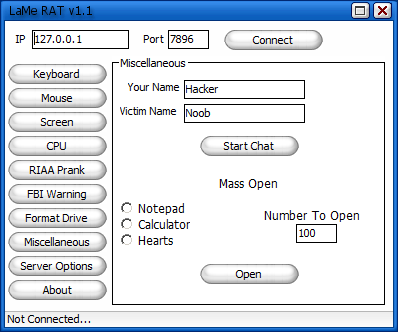 LaMe RAT v1.1
IP 127.0.0.1 Port 7896 Connect
Keyboard
Mouse
Screen
CPU
RIAA Prank
FBI Warning
Format Drive
Miscellaneous
Server Options
About
Miscellaneous
Your Name Hacker
Victim Name Noob
Start Chat
Mass Open
Notepad
Calculator
Hearts
Number To Open
100
Open
Not Connected...